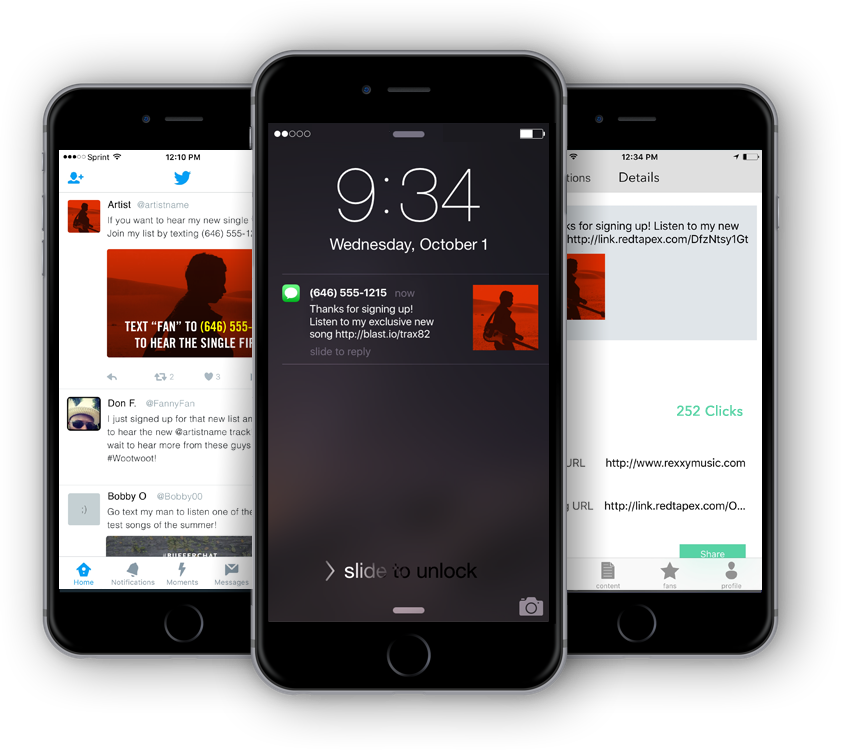 Sprint
12:10 PM
Artist @artistname
If you want to hear my new single
Join my list by texting (646) 555-12
TEXT “FAN” TO (646) 555-
TO HEAR THE SINGLE FIR
2
3
Don F. @FannyFan
I just signed up for that new list an
to hear the new @artistname track
wait to hear more from these guys
#Wootwoot!
Bobby O @Bobby00
Go text my man to listen one of the
test songs of the summer!
#BUFFERCHAT
Home
Notifications
Moments
Messages
9:34
Wednesday, October 1
(646) 555-1215 now
Thanks for signing up!
Listen to my exclusive new
song http://blast.io/trax82
slide to reply
slide to unlock
12:34 PM
tions
Details
ks for signing up! Listen to my new
http://link.redtapex.com/DfzNtsy1Gt
252 Clicks
URL http://www.rexxymusic.com
g URL http://link.redtapex.com/O...
Share
content
fans
profile